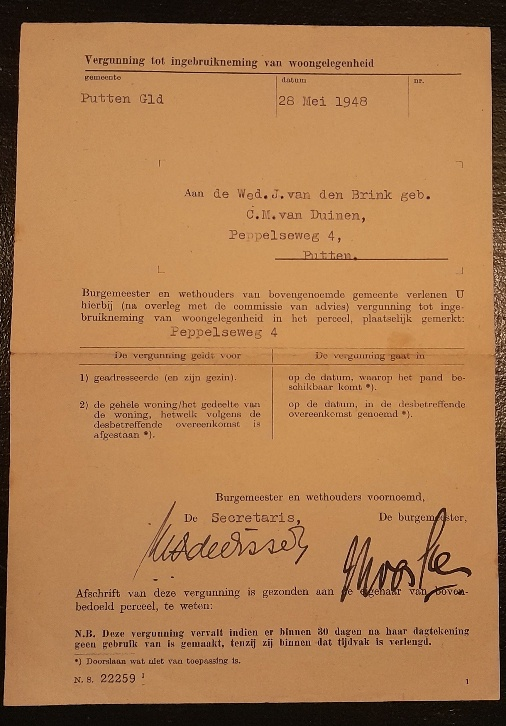 Vergunning tot ingebruikneming van woongelegenheid
gemeente datum nr.
Putten Gld 28 Mei 1948
Aan de Wed. J. van den Brink geb.
C.M. van Duinen,
Peppelseweg 4,
Putten.
Burgemeester en wethouders van bovengenoemde gemeente verlenen U
hierbij (na overleg met de commissie van advies) vergunning tot inge-
bruikneming van woongelegenheid in het perceel, plaatselijk gemerkt:
Peppelseweg 4
De vergunning geldt voor
1) geadresseerde (en zijn gezin).
2) de gehele woning/het gedeelte van
de woning, hetwelk volgens de
desbetreffende overeenkomst is
afgestaan *).
De vergunning gaat in
op de datum, waarop het pand be-
schikbaar komt *).
op de datum, in de desbetreffende
overeenkomst genoemd *).
Burgemeester en wethouders voornoemd,
De Secretaris, De burgemeester,
Afschrift van deze vergunning is gezonden aan de eigenaar van boven-
bedoeld perceel, te weten:
N.B. Deze vergunning vervalt indien er binnen 30 dagen na haar dagtekening
geen gebruik van is gemaakt, tenzij zij binnen dat tijdvak is verlengd.
*) Doorslaan wat niet van toepassing is.
N. S. 22259 1 1